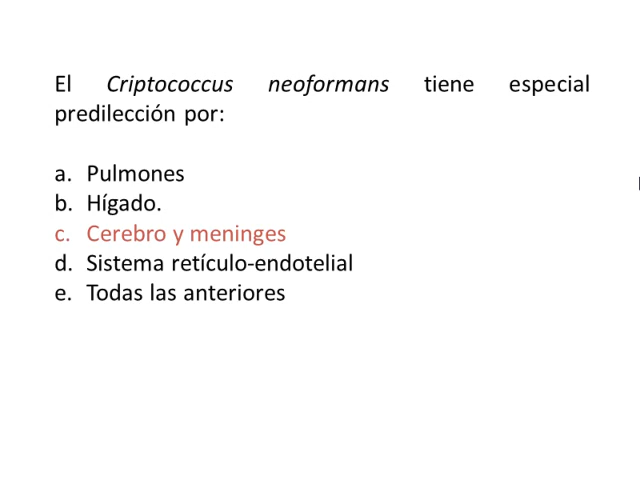 El Criptococcus neoformans tiene especial
predilección por:
a. Pulmones
b. Hígado.
c. Cerebro y meninges
d. Sistema retículo-endotelial
e. Todas las anteriores